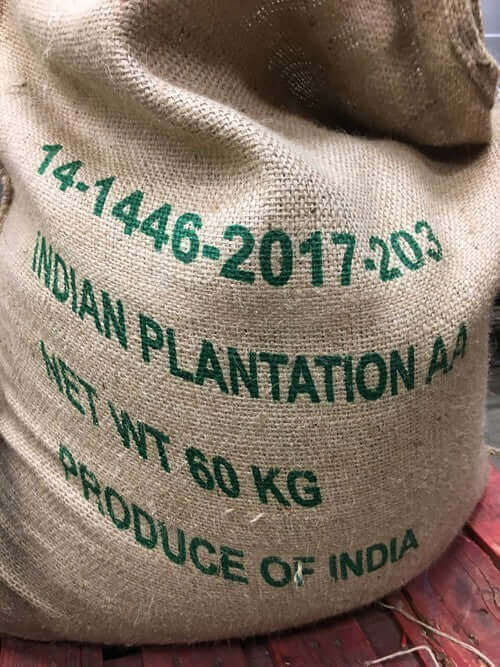 14-1446-2017-203
INDIAN PLANTATION AA
NET WT 60 KG
PRODUCE OF INDIA